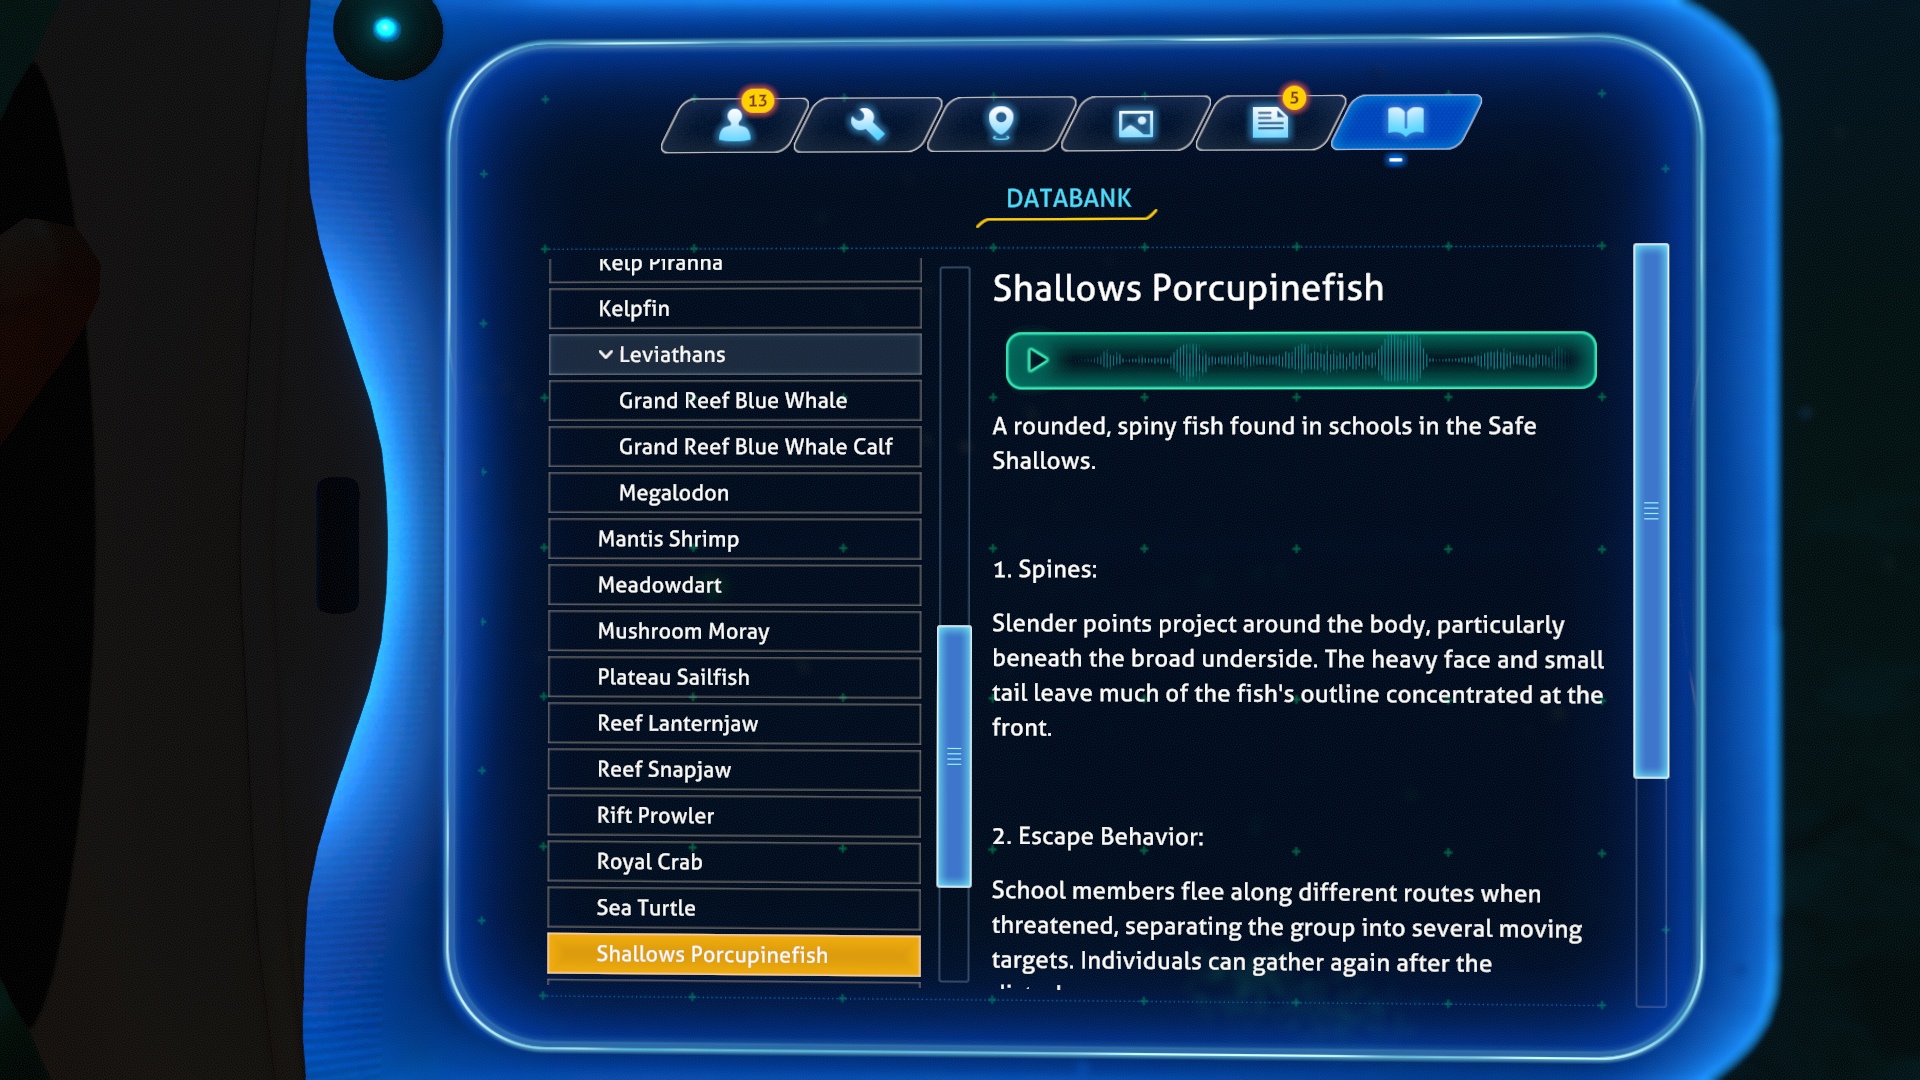 13
5
DATABANK
Kelp Piranha
Kelpfin
Leviathans
Grand Reef Blue Whale
Grand Reef Blue Whale Calf
Megalodon
Mantis Shrimp
Meadowdart
Mushroom Moray
Plateau Sailfish
Reef Lanternjaw
Reef Snapjaw
Rift Prowler
Royal Crab
Sea Turtle
Shallows Porcupinefish
Shallows Porcupinefish
A rounded, spiny fish found in schools in the Safe
Shallows.
1. Spines:
Slender points project around the body, particularly
beneath the broad underside. The heavy face and small
tail leave much of the fish's outline concentrated at the
front.
2. Escape Behavior:
School members flee along different routes when
threatened, separating the group into several moving
targets. Individuals can gather again after the